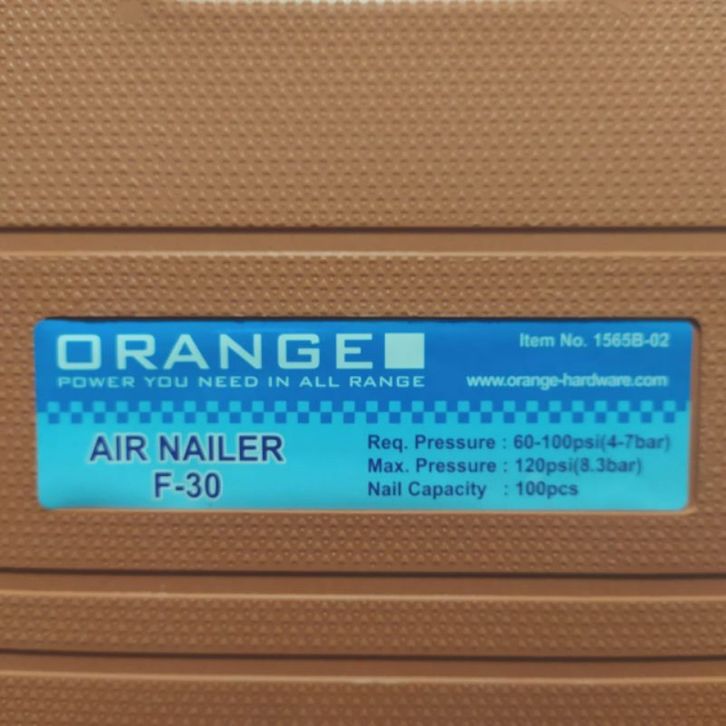 ORANGE
POWER YOU NEED IN ALL RANGE
Item No. 1565B-02
www.orange-hardware.com
AIR NAILER
F-30
Req. Pressure : 60-100psi(4-7bar)
Max. Pressure : 120psi(8.3bar)
Nail Capacity : 100pcs